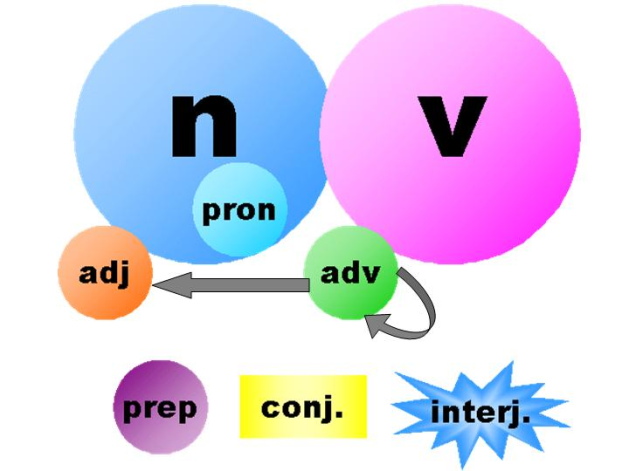 n
v
pron
adj
adv
prep
conj.
interj.